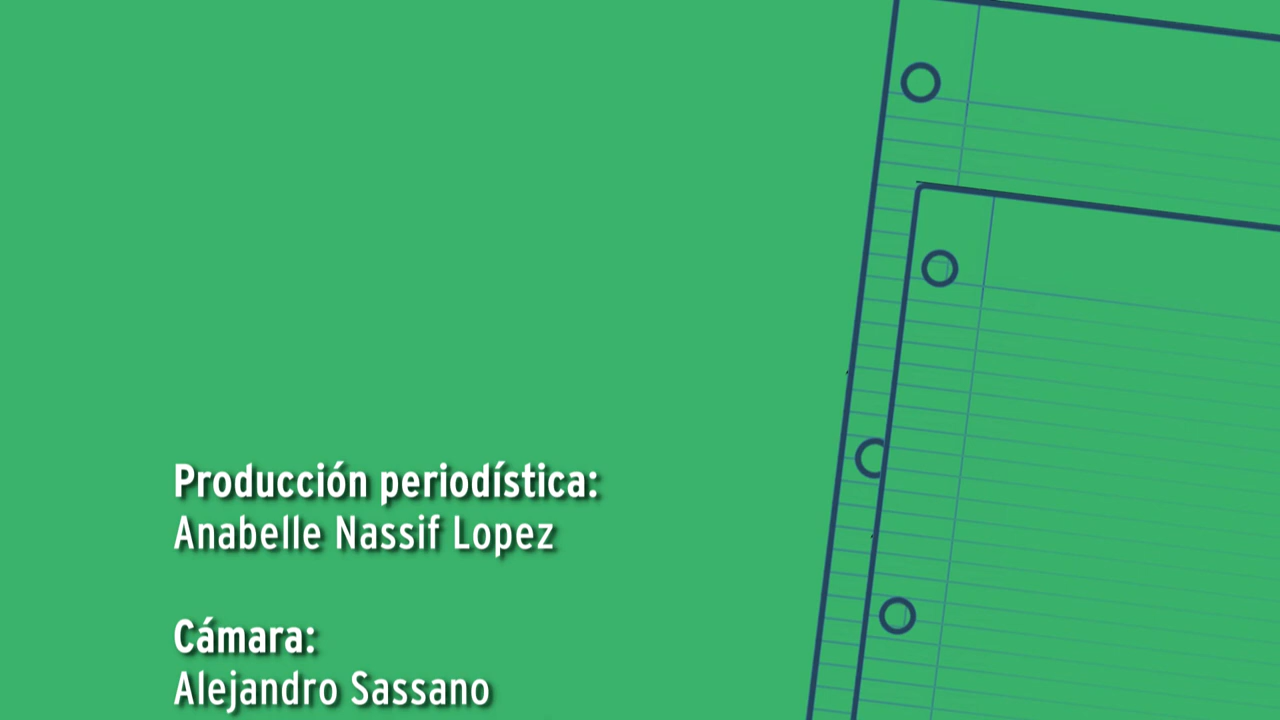 Producción periodística:
Anabelle Nassif Lopez
Cámara:
Alejandro Sassano